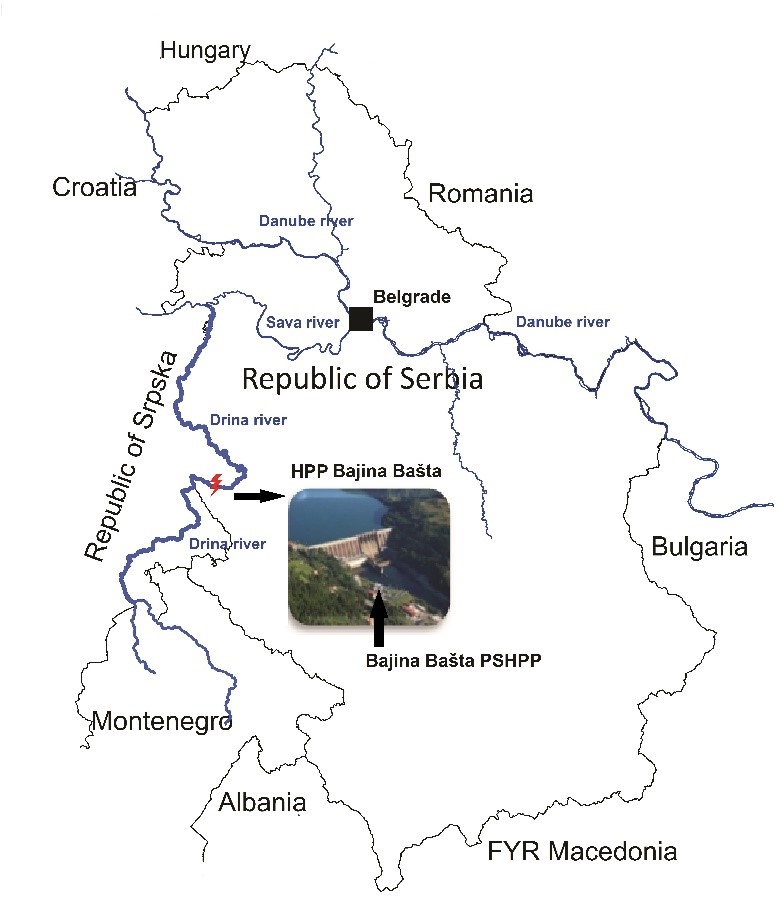 Hungary
Croatia
Romania
Danube river
Belgrade
Sava river
Danube river
Republic of Serbia
Republic of Srpska
Drina river
HPP Bajina Bašta
Drina river
Bulgaria
Bajina Bašta PSHPP
Montenegro
Albania
FYR Macedonia